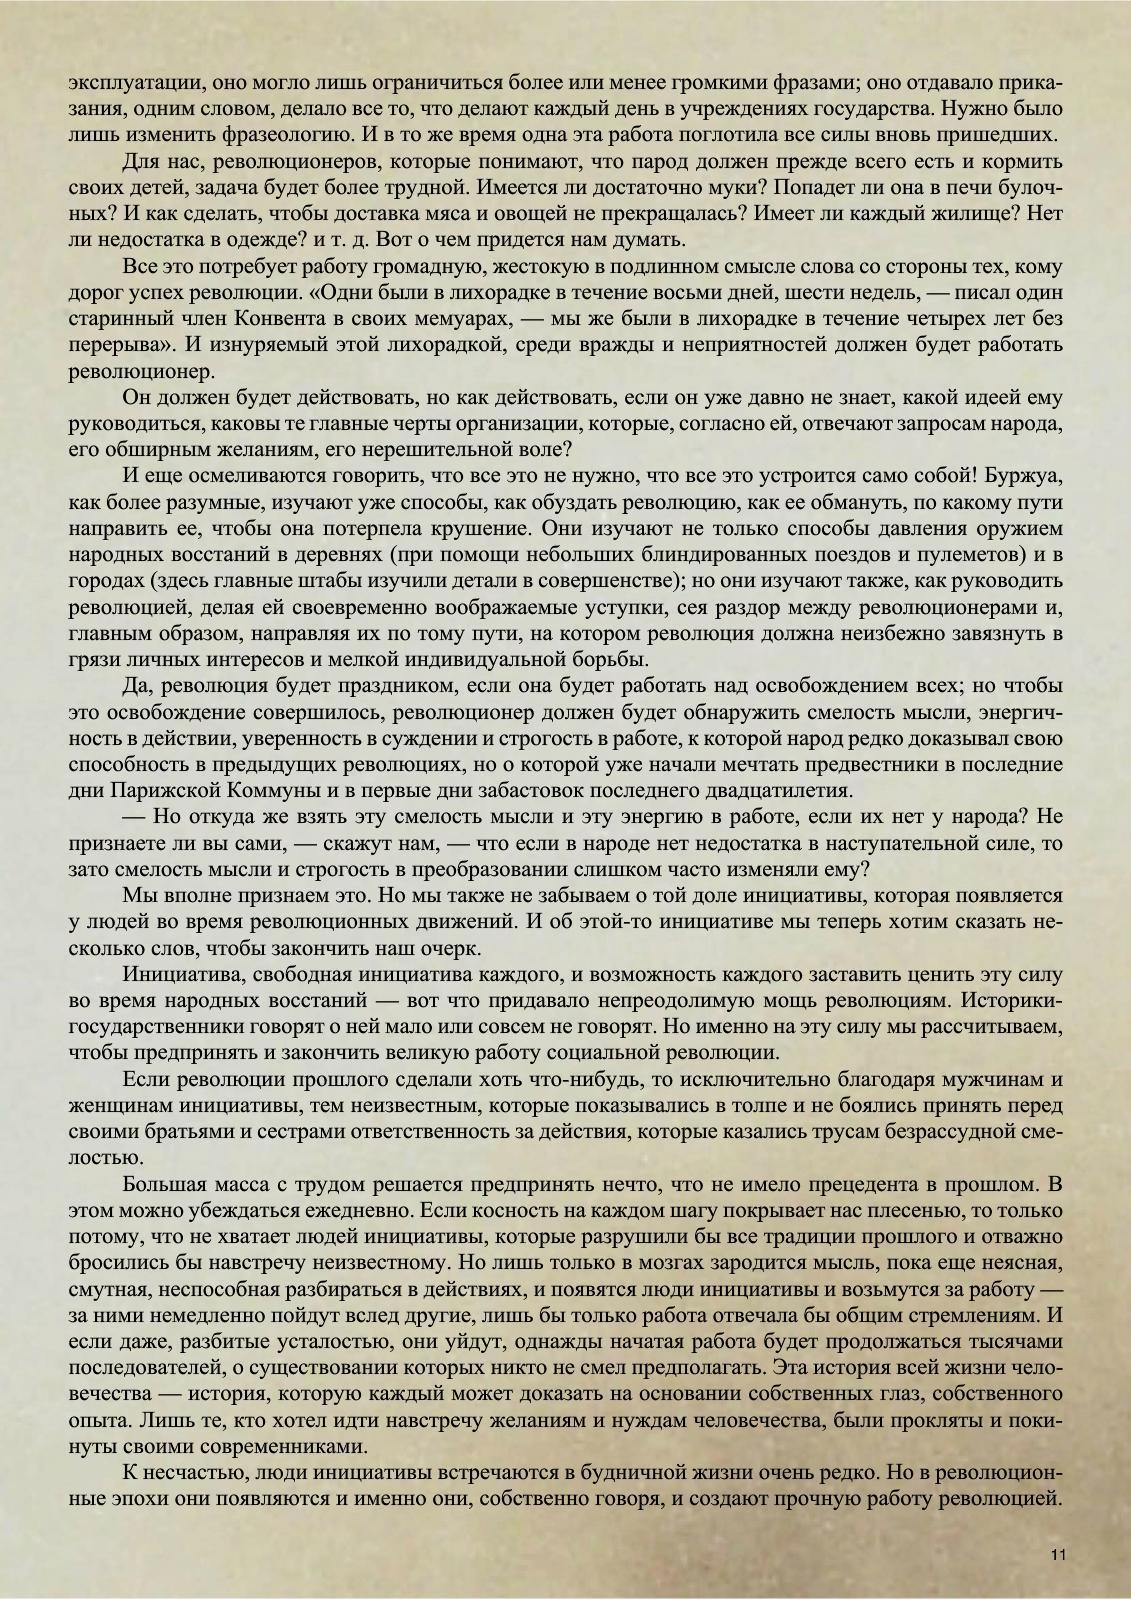 эксплуатации, оно могло лишь ограничиться более или менее громкими фразами; оно отдавало прика-
зания, одним словом, делало все то, что делают каждый день в учреждениях государства. Нужно было
лишь изменить фразеологию. И в то же время одна эта работа поглотила все силы вновь пришедших.
Для нас, революционеров, которые понимают, что парод должен прежде всего есть и кормить
своих детей, задача будет более трудной. Имеется ли достаточно муки? Попадет ли она в печи булоч-
ных? И как сделать, чтобы доставка мяса и овощей не прекращалась? Имеет ли каждый жилище? Нет
ли недостатка в одежде? и т. д. Вот о чем придется нам думать.
Все это потребует работу громадную, жестокую в подлинном смысле слова со стороны тех, кому
дорог успех революции. «Одни были в лихорадке в течение восьми дней, шести недель, — писал один
старинный член Конвента в своих мемуарах, — мы же были в лихорадке в течение четырех лет без
перерыва». И изнуряемый этой лихорадкой, среди вражды и неприятностей должен будет работать
революционер.
Он должен будет действовать, но как действовать, если он уже давно не знает, какой идеей ему
руководиться, каковы те главные черты организации, которые, согласно ей, отвечают запросам народа,
его обширным желаниям, его нерешительной воле?
И еще осмеливаются говорить, что все это не нужно, что все это устроится само собой! Буржуа,
как более разумные, изучают уже способы, как обуздать революцию, как ее обмануть, по какому пути
направить ее, чтобы она потерпела крушение. Они изучают не только способы давления оружием
народных восстаний в деревнях (при помощи небольших блиндированных поездов и пулеметов) и в
городах (здесь главные штабы изучили детали в совершенстве); но они изучают также, как руководить
революцией, делая ей своевременно воображаемые уступки, сея раздор между революционерами и,
главным образом, направляя их по тому пути, на котором революция должна неизбежно завязнуть в
грязи личных интересов и мелкой индивидуальной борьбы.
Да, революция будет праздником, если она будет работать над освобождением всех; но чтобы
это освобождение совершилось, революционер должен будет обнаружить смелость мысли, энергич-
ность в действии, уверенность в суждении и строгость в работе, к которой народ редко доказывал свою
способность в предыдущих революциях, но о которой уже начали мечтать предвестники в последние
дни Парижской Коммуны и в первые дни забастовок последнего двадцатилетия.
— Но откуда же взять эту смелость мысли и эту энергию в работе, если их нет у народа? Не
признаете ли вы сами, — скажут нам, — что если в народе нет недостатка в наступательной силе, то
зато смелость мысли и строгость в преобразовании слишком часто изменяли ему?
Мы вполне признаем это. Но мы также не забываем о той доле инициативы, которая появляется
у людей во время революционных движений. И об этой-то инициативе мы теперь хотим сказать не-
сколько слов, чтобы закончить наш очерк.
Инициатива, свободная инициатива каждого, и возможность каждого заставить ценить эту силу
во время народных восстаний — вот что придавало непреодолимую мощь революциям. Историки-
государственники говорят о ней мало или совсем не говорят. Но именно на эту силу мы рассчитываем,
чтобы предпринять и закончить великую работу социальной революции.
Если революции прошлого сделали хоть что-нибудь, то исключительно благодаря мужчинам и
женщинам инициативы, тем неизвестным, которые показывались в толпе и не боялись принять перед
своими братьями и сестрами ответственность за действия, которые казались трусам безрассудной сме-
лостью.
Большая масса с трудом решается предпринять нечто, что не имело прецедента в прошлом. В
этом можно убеждаться ежедневно. Если косность на каждом шагу покрывает нас плесенью, то только
потому, что не хватает людей инициативы, которые разрушили бы все традиции прошлого и отважно
бросились бы навстречу неизвестному. Но лишь только в мозгах зародится мысль, пока еще неясная,
смутная, неспособная разбираться в действиях, и появятся люди инициативы и возьмутся за работу —
за ними немедленно пойдут вслед другие, лишь бы только работа отвечала бы общим стремлениям. И
если даже, разбитые усталостью, они уйдут, однажды начатая работа будет продолжаться тысячами
последователей, о существовании которых никто не смел предполагать. Эта история всей жизни чело-
вечества — история, которую каждый может доказать на основании собственных глаз, собственного
опыта. Лишь те, кто хотел идти навстречу желаниям и нуждам человечества, были прокляты и поки-
нуты своими современниками.
К несчастью, люди инициативы встречаются в будничной жизни очень редко. Но в революцион-
ные эпохи они появляются и именно они, собственно говоря, и создают прочную работу революцией.
11